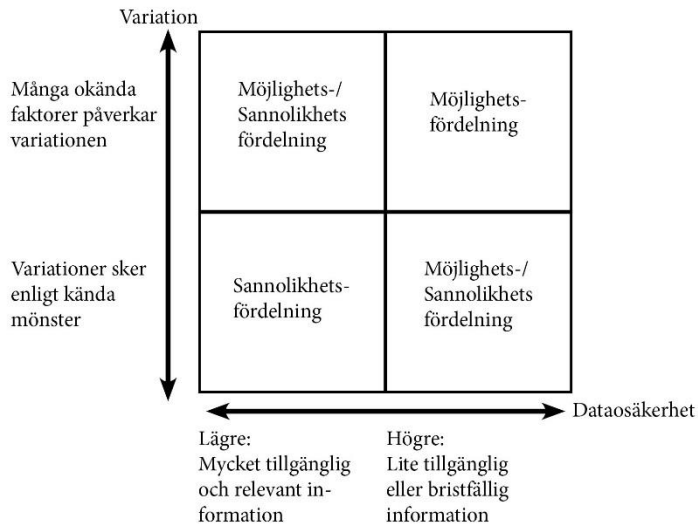 Variation
Många okända
faktorer påverkar
variationen
Möjlighets-/
Sannolikhets
fördelning
Möjlighets-
fördelning
Variationer sker
enligt kända
mönster
Sannolikhets-
fördelning
Möjlighets-/
Sannolikhets
fördelning
Dataosäkerhet
Lägre:
Mycket tillgänglig
och relevant in-
formation
Högre:
Lite tillgänglig
eller bristfällig
information